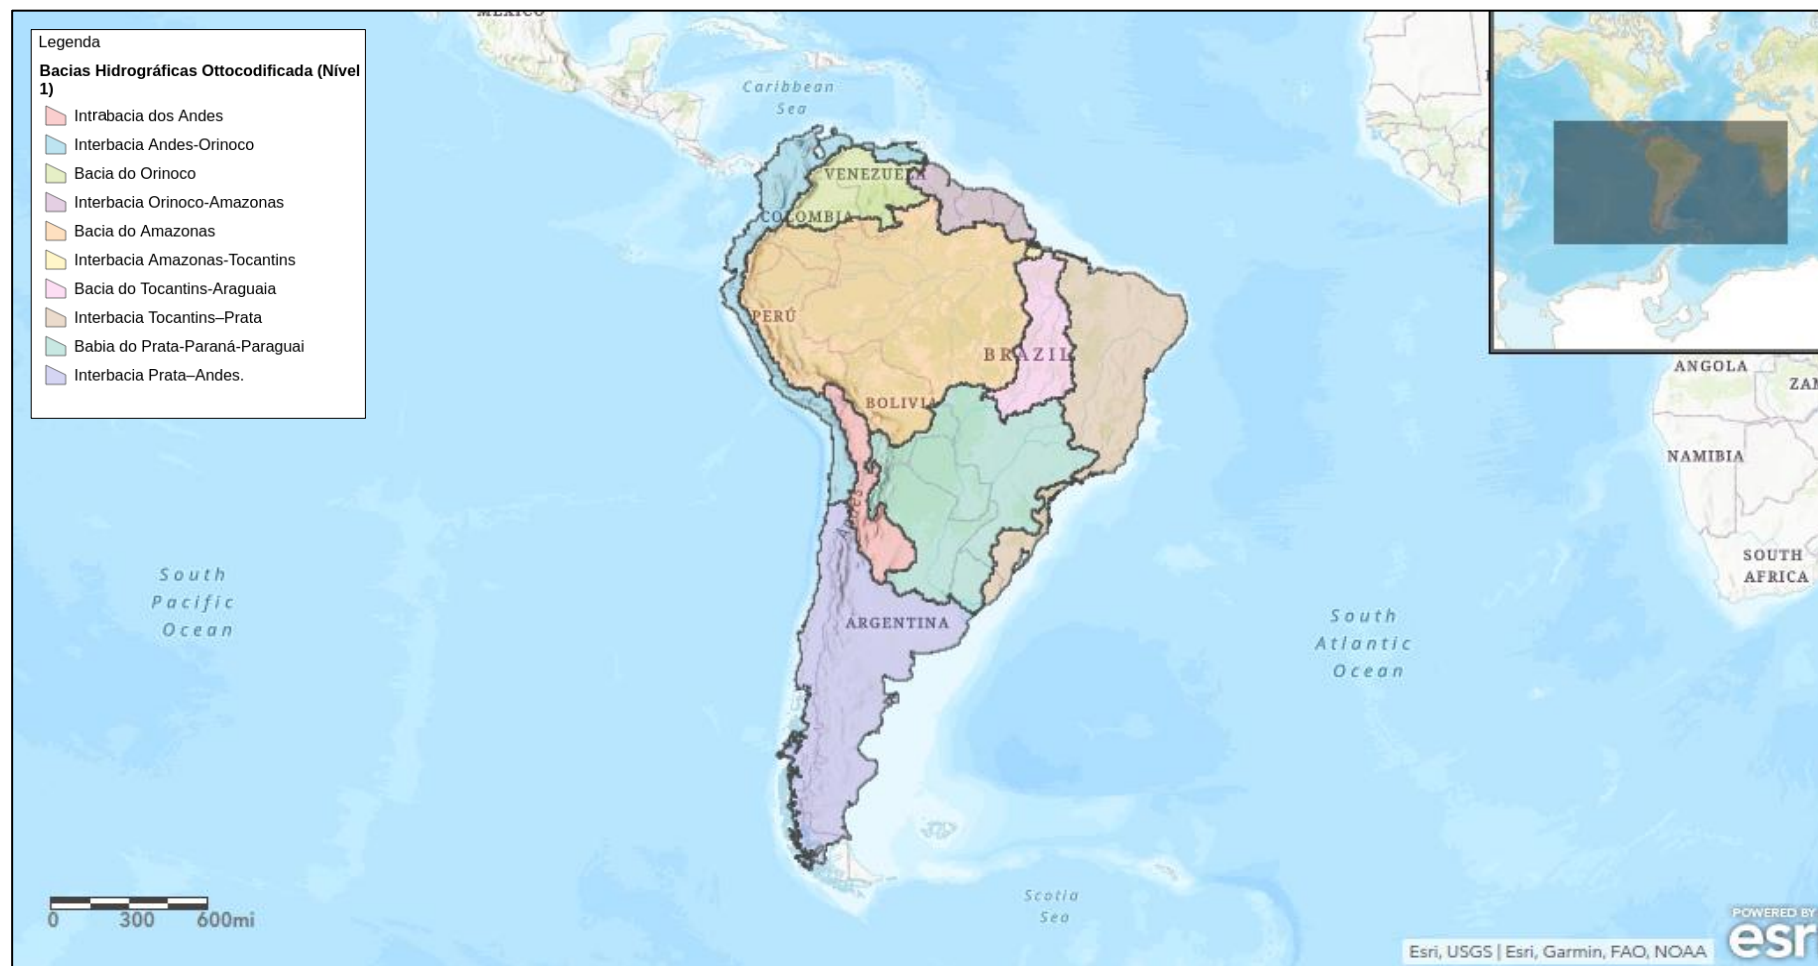 MÉXICO
Legenda
Bacias Hidrográficas Ottocodificada (Nível
1)
Intrabacia dos Andes
Interbacia Andes-Orinoco
Bacia do Orinoco
Interbacia Orinoco-Amazonas
Bacia do Amazonas
Interbacia Amazonas-Tocantins
Bacia do Tocantins-Araguaia
Interbacia Tocantins–Prata
Babia do Prata-Paraná-Paraguai
Interbacia Prata–Andes.
Caribbean
Sea
VENEZUELA
COLOMBIA
PERÚ
BRAZIL
BOLIVIA
ARGENTINA
South
Pacific
Ocean
South
Atlantic
Ocean
Scotia
Sea
ANGOLA
ZAM
NAMIBIA
SOUTH
AFRICA
0 300 600mi
POWERED BY
esri
Esri, USGS | Esri, Garmin, FAO, NOAA